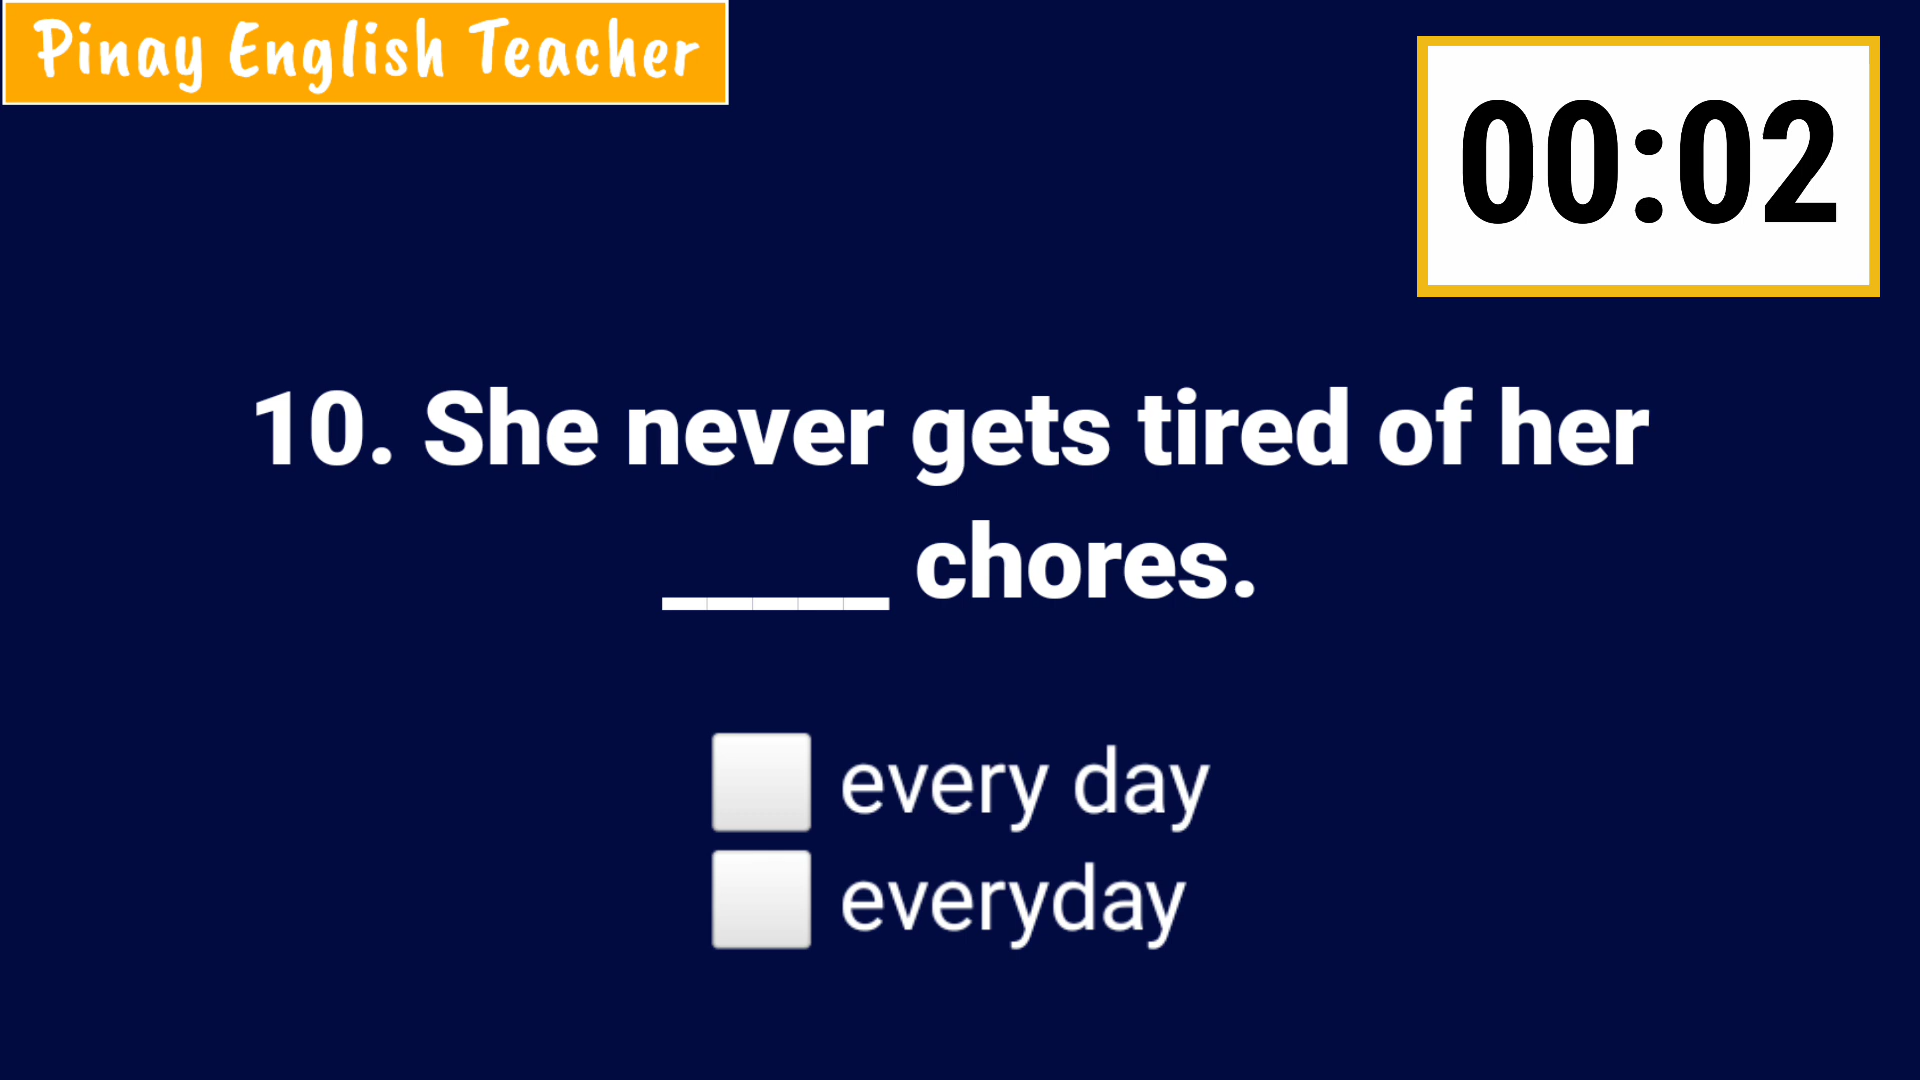 Pinay English Teacher
00:02
10. She never gets tired of her
_____ chores.
every day
everyday